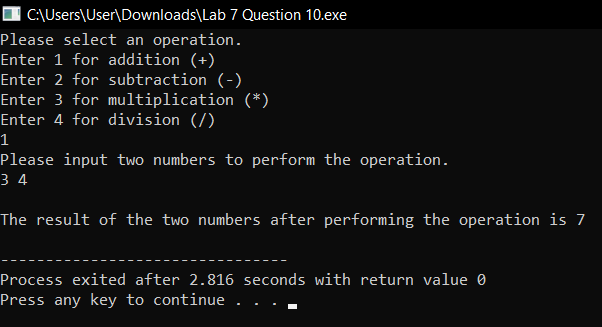 C:\Users\User\Downloads\Lab 7 Question 10.exe
Please select an operation.
Enter 1 for addition (+)
Enter 2 for subtraction (-)
Enter 3 for multiplication (*)
Enter 4 for division (/)
1
Please input two numbers to perform the operation.
3 4
The result of the two numbers after performing the operation is 7
--------------------------------
Process exited after 2.816 seconds with return value 0
Press any key to continue . . .